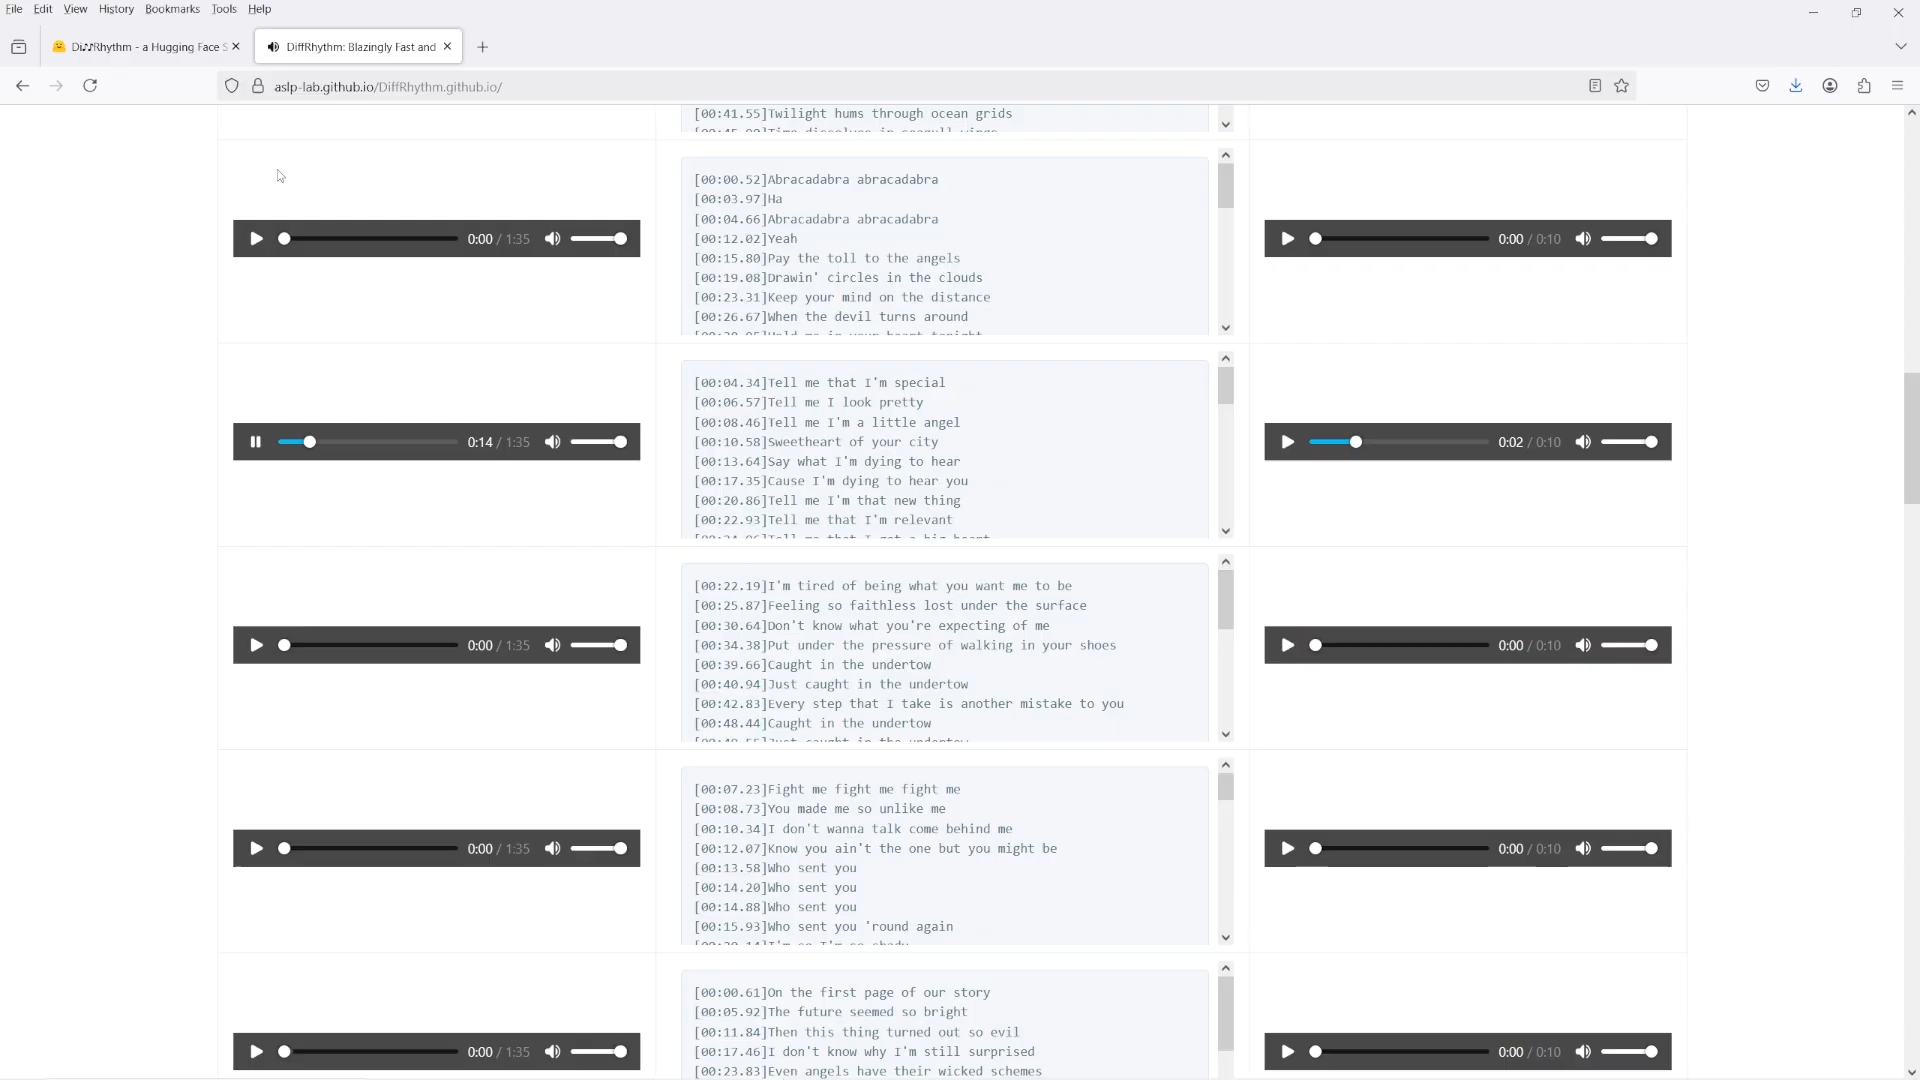 File Edit View History Bookmarks Tools Help
Di♪♪Rhythm - a Hugging Face S
DiffRhythm: Blazingly Fast and
aslp-lab.github.io/DiffRhythm.github.io/
[00:41.55]Twilight hums through ocean grids
[00:00.52]Abracadabra abracadabra
[00:03.97]Ha
[00:04.66]Abracadabra abracadabra
[00:12.02]Yeah
[00:15.80]Pay the toll to the angels
[00:19.08]Drawin' circles in the clouds
[00:23.31]Keep your mind on the distance
[00:26.67]When the devil turns around
0:00 / 1:35
0:00 / 0:10
[00:04.34]Tell me that I'm special
[00:06.57]Tell me I look pretty
[00:08.46]Tell me I'm a little angel
[00:10.58]Sweetheart of your city
[00:13.64]Say what I'm dying to hear
[00:17.35]Cause I'm dying to hear you
[00:20.86]Tell me I'm that new thing
[00:22.93]Tell me that I'm relevant
0:14 / 1:35
0:02 / 0:10
[00:22.19]I'm tired of being what you want me to be
[00:25.87]Feeling so faithless lost under the surface
[00:30.64]Don't know what you're expecting of me
[00:34.38]Put under the pressure of walking in your shoes
[00:39.66]Caught in the undertow
[00:40.94]Just caught in the undertow
[00:42.83]Every step that I take is another mistake to you
[00:48.44]Caught in the undertow
0:00 / 1:35
0:00 / 0:10
[00:07.23]Fight me fight me fight me
[00:08.73]You made me so unlike me
[00:10.34]I don't wanna talk come behind me
[00:12.07]Know you ain't the one but you might be
[00:13.58]Who sent you
[00:14.20]Who sent you
[00:14.88]Who sent you
[00:15.93]Who sent you 'round again
0:00 / 1:35
0:00 / 0:10
[00:00.61]On the first page of our story
[00:05.92]The future seemed so bright
[00:11.84]Then this thing turned out so evil
[00:17.46]I don't know why I'm still surprised
[00:23.83]Even angels have their wicked schemes
0:00 / 1:35
0:00 / 0:10